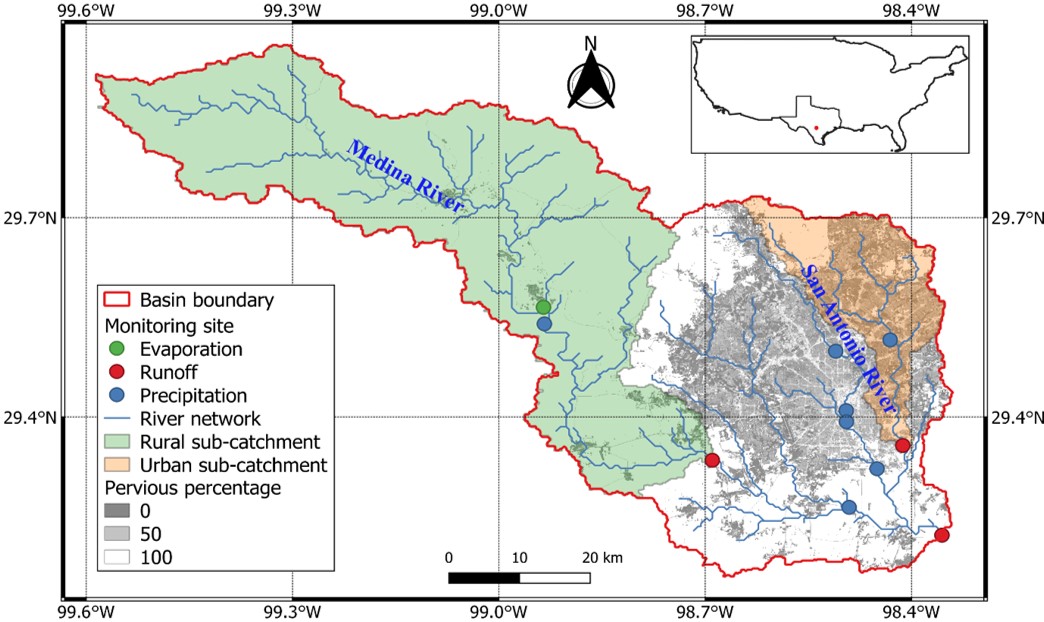 99.6°W 99.3°W 99.0°W 98.7°W 98.4°W
N
Medina River
29.7°N 29.7°N
San Antonio River
Basin boundary
Monitoring site
Evaporation
Runoff
Precipitation
River network
Rural sub-catchment
Urban sub-catchment
Pervious percentage
0
50
100
29.4°N 29.4°N
0 10 20 km
99.6°W 99.3°W 99.0°W 98.7°W 98.4°W